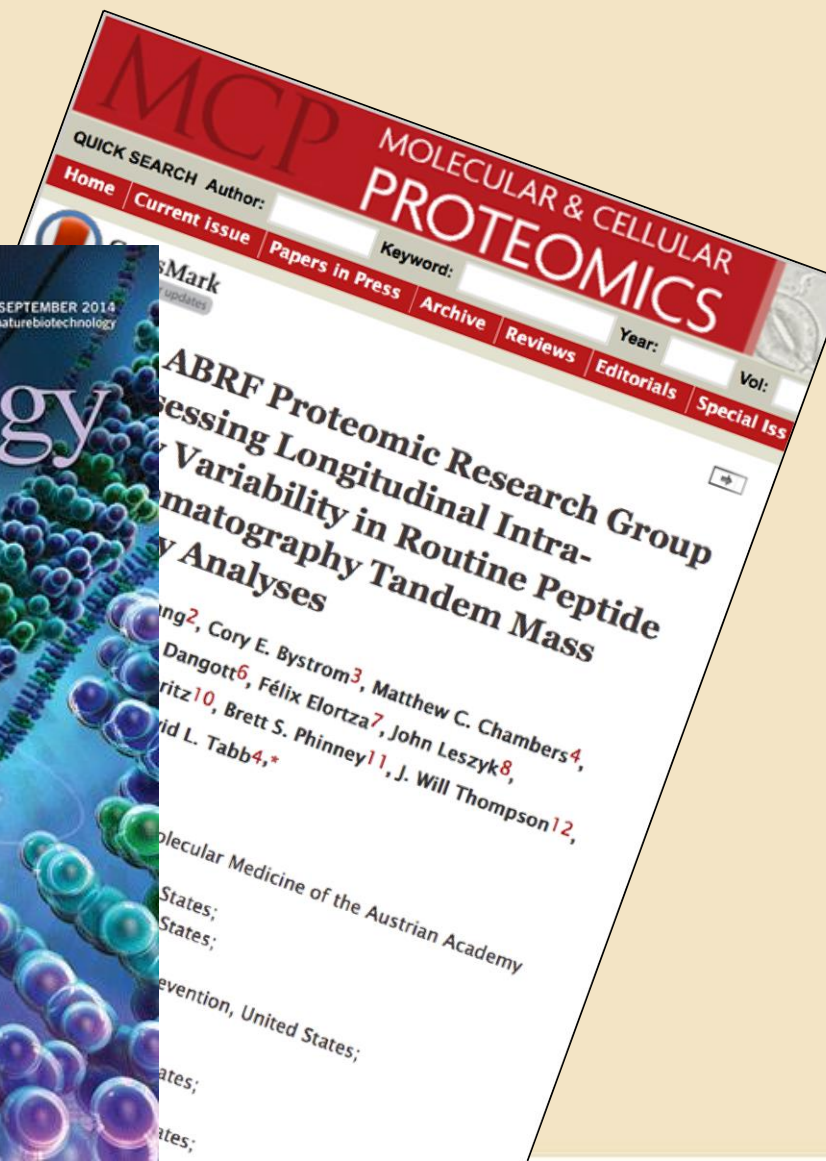 MCP
MOLECULAR & CELLULAR
PROTEOMICS
QUICK SEARCH Author:
Keyword:
Year:
Vol:
Home Current issue Papers in Press Archive Reviews Editorials Special Iss
sMark
updates
ABRF Proteomic Research Group
sessing Longitudinal Intra-
y Variability in Routine Peptide
matography Tandem Mass
y Analyses
ang2, Cory E. Bystrom3, Matthew C. Chambers4,
Dangott6, Félix Elortza7, John Leszyk8,
ritz10, Brett S. Phinney11, J. Will Thompson12,
vid L. Tabb4,*
olecular Medicine of the Austrian Academy
States;
States;
evention, United States;
ates;
ates;
SEPTEMBER 2014
naturebiotechnology
gy